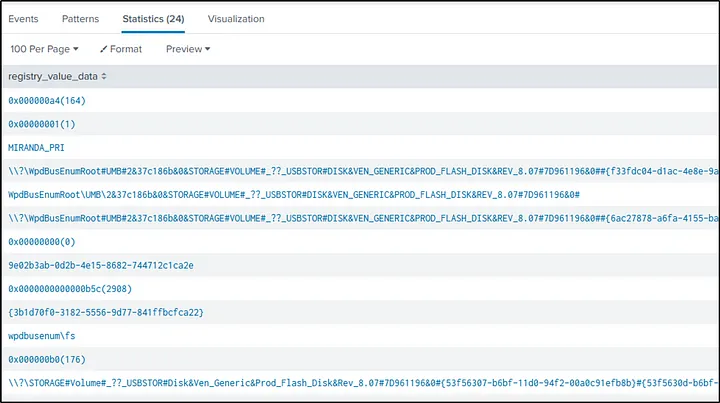 Events Patterns Statistics (24) Visualization
100 Per Page Format Preview
registry_value_data
0x000000a4(164)
0x00000001(1)
MIRANDA_PRI
\\?\WpdBusEnumRoot#UMB#2&37c186b&0&STORAGE#VOLUME#_??_USBSTOR#DISK&VEN_GENERIC&PROD_FLASH_DISK&REV_8.07#7D961196&0##{f33fdc04-d1ac-4e8e-9a
WpdBusEnumRoot\UMB\2&37c186b&0&STORAGE#VOLUME#_??_USBSTOR#DISK&VEN_GENERIC&PROD_FLASH_DISK&REV_8.07#7D961196&0#
\\?\WpdBusEnumRoot#UMB#2&37c186b&0&STORAGE#VOLUME#_??_USBSTOR#DISK&VEN_GENERIC&PROD_FLASH_DISK&REV_8.07#7D961196&0##{6ac27878-a6fa-4155-ba
0x00000000(0)
9e02b3ab-0d2b-4e15-8682-744712c1ca2e
0x0000000000000b5c(2908)
{3b1d70f0-3182-5556-9d77-841ffbcfca22}
wpdbusenum\fs
0x000000b0(176)
\\?\STORAGE#Volume#_??_USBSTOR#Disk&Ven_Generic&Prod_Flash_Disk&Rev_8.07#7D961196&0#{53f56307-b6bf-11d0-94f2-00a0c91efb8b}#{53f5630d-b6bf-